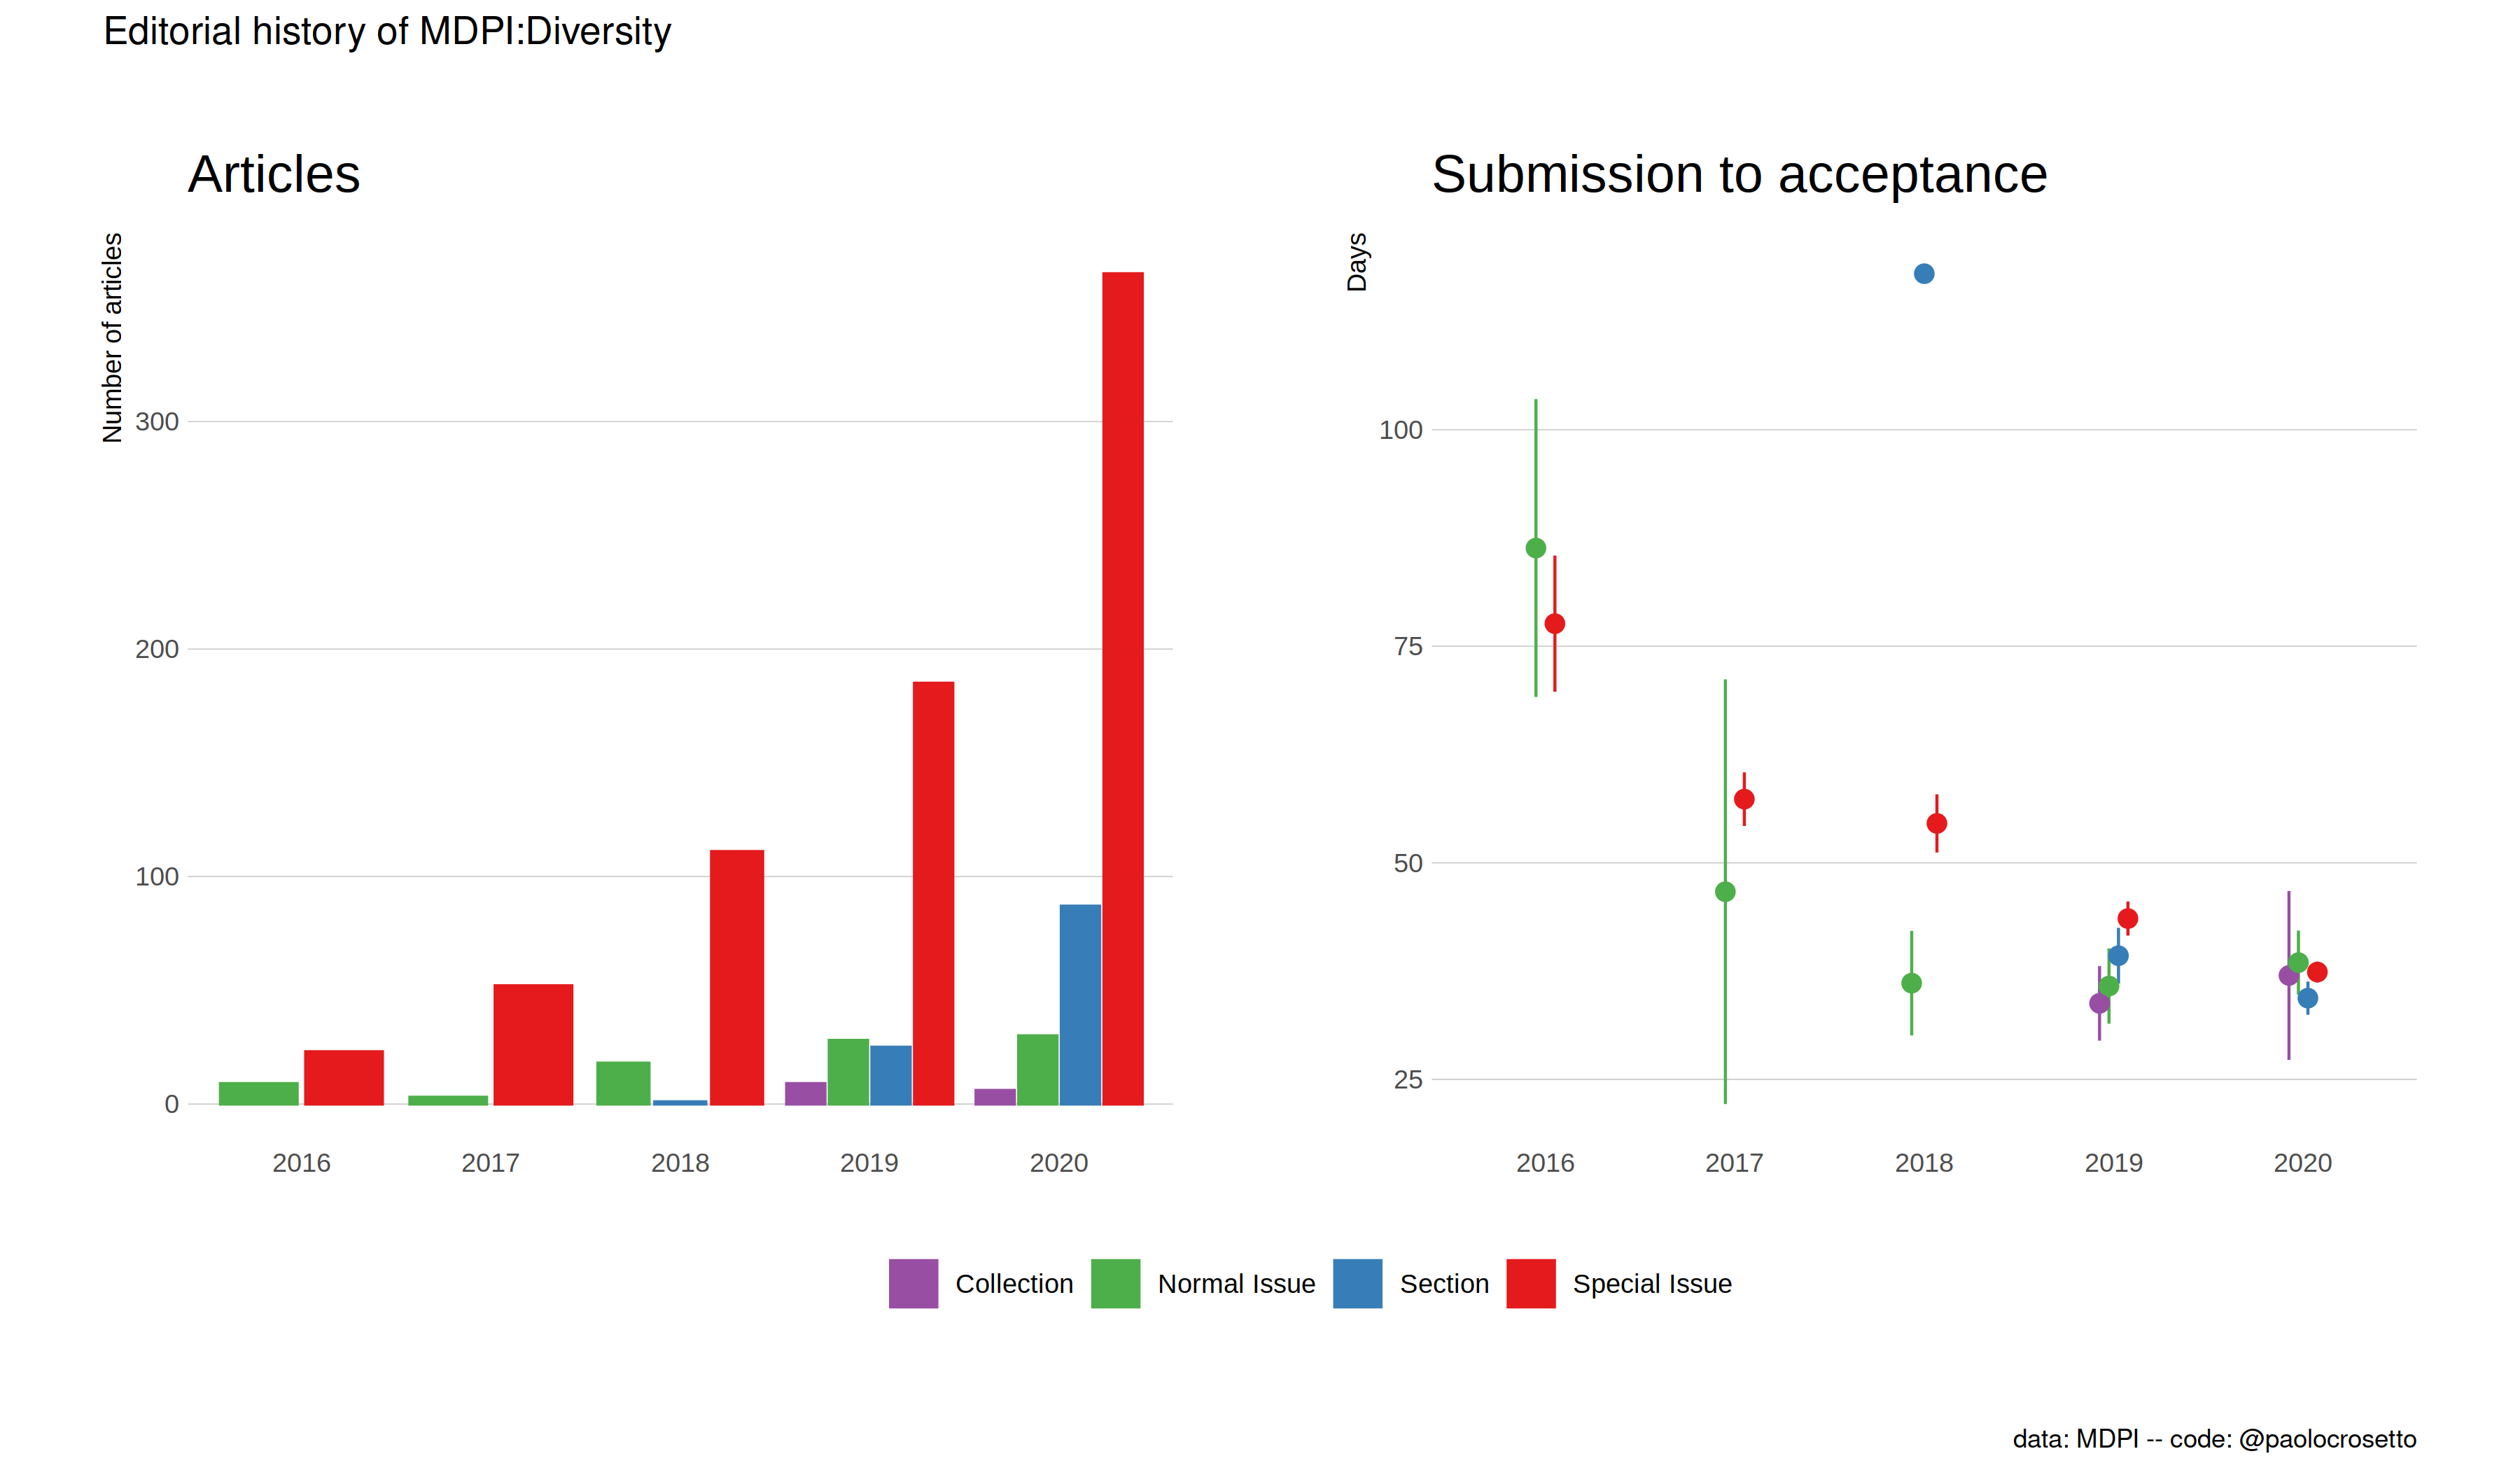 Editorial history of MDPI:Diversity
Articles
Number of articles
300
200
100
0
2016 2017 2018 2019 2020
Submission to acceptance
Days
100
75
50
25
2016 2017 2018 2019 2020
Collection Normal Issue Section Special Issue
data: MDPI -- code: @paolocrosetto